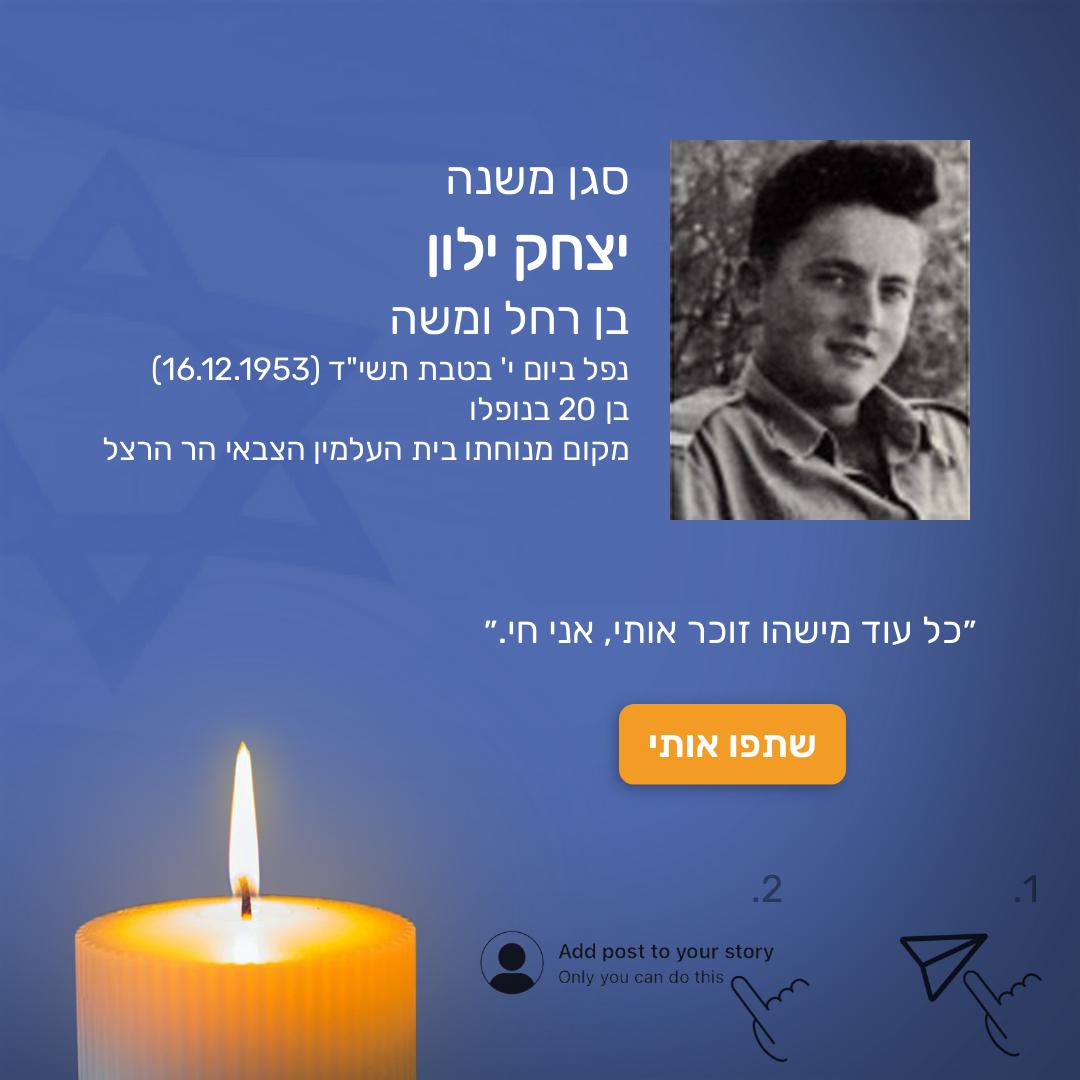 סגן משנה
יצחק ילון
בן רחל ומשה
נפל ביום י' בטבת תשי"ד (16.12.1953)
בן 20 בנופלו
מקום מנוחתו בית העלמין הצבאי הר הרצל
״כל עוד מישהו זוכר אותי, אני חי.״
שתפו אותי
.1
.2
Add post to your story
Only you can do this